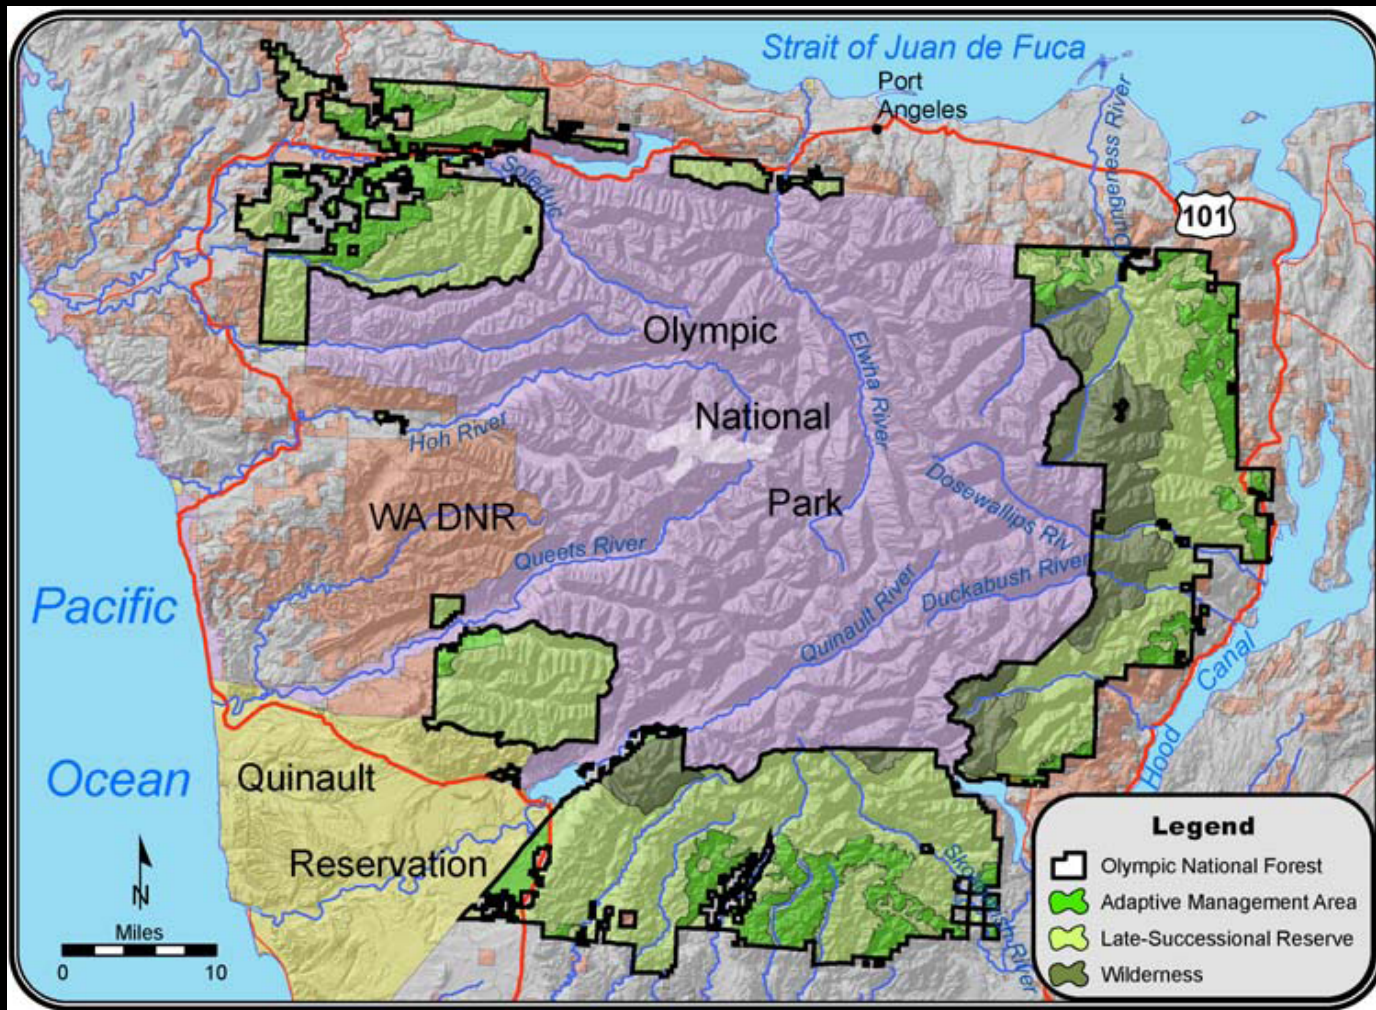 Strait of Juan de Fuca
Port
Angeles
Dungeness River
101
Soleduc
Olympic
National
Park
Elwha River
Hoh River
WA DNR
Queets River
Dosewallips Riv
Duckabush River
Quinault River
Pacific
Ocean
Hood Canal
Quinault
Reservation
Skokomish River
N
Miles
0 10
Legend
Olympic National Forest
Adaptive Management Area
Late-Successional Reserve
Wilderness